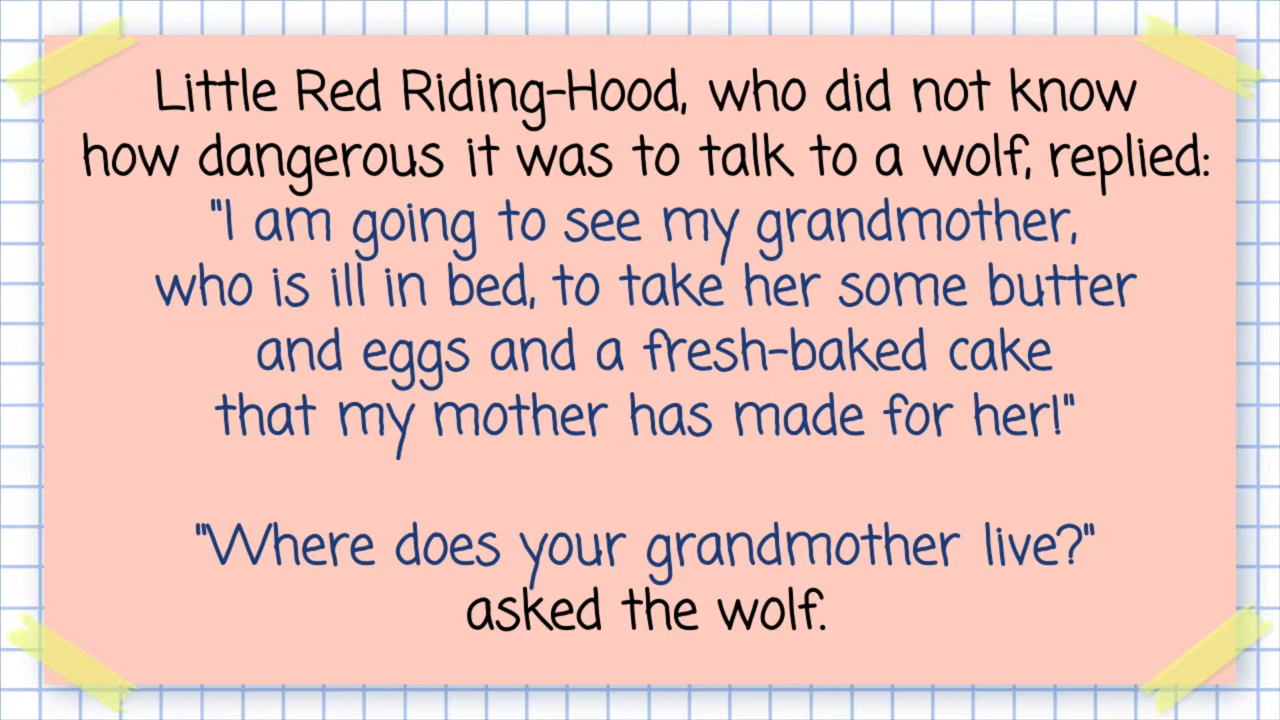 Little Red Riding-Hood, who did not know
how dangerous it was to talk to a wolf, replied:
"I am going to see my grandmother,
who is ill in bed, to take her some butter
and eggs and a fresh-baked cake
that my mother has made for her!"
"Where does your grandmother live?"
asked the wolf.